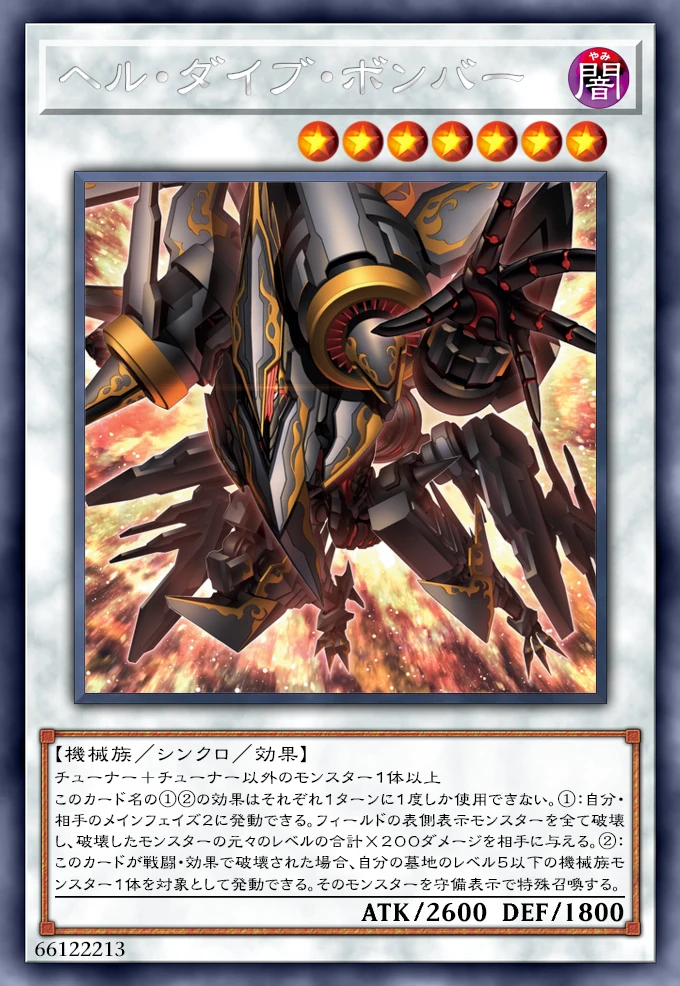 ヘル・ダイブ・ボンバー
やみ
闇
【機械族／シンクロ／効果】
チューナー＋チューナー以外のモンスター1体以上
このカード名の①②の効果はそれぞれ1ターンに1度しか使用できない。①：自分・
相手のメインフェイズ2に発動できる。フィールドの表側表示モンスターを全て破壊
し、破壊したモンスターの元々のレベルの合計×200ダメージを相手に与える。②：
このカードが戦闘・効果で破壊された場合、自分の墓地のレベル5以下の機械族モ
ンスター1体を対象として発動できる。そのモンスターを守備表示で特殊召喚する。
ATK/2600 DEF/1800
66122213